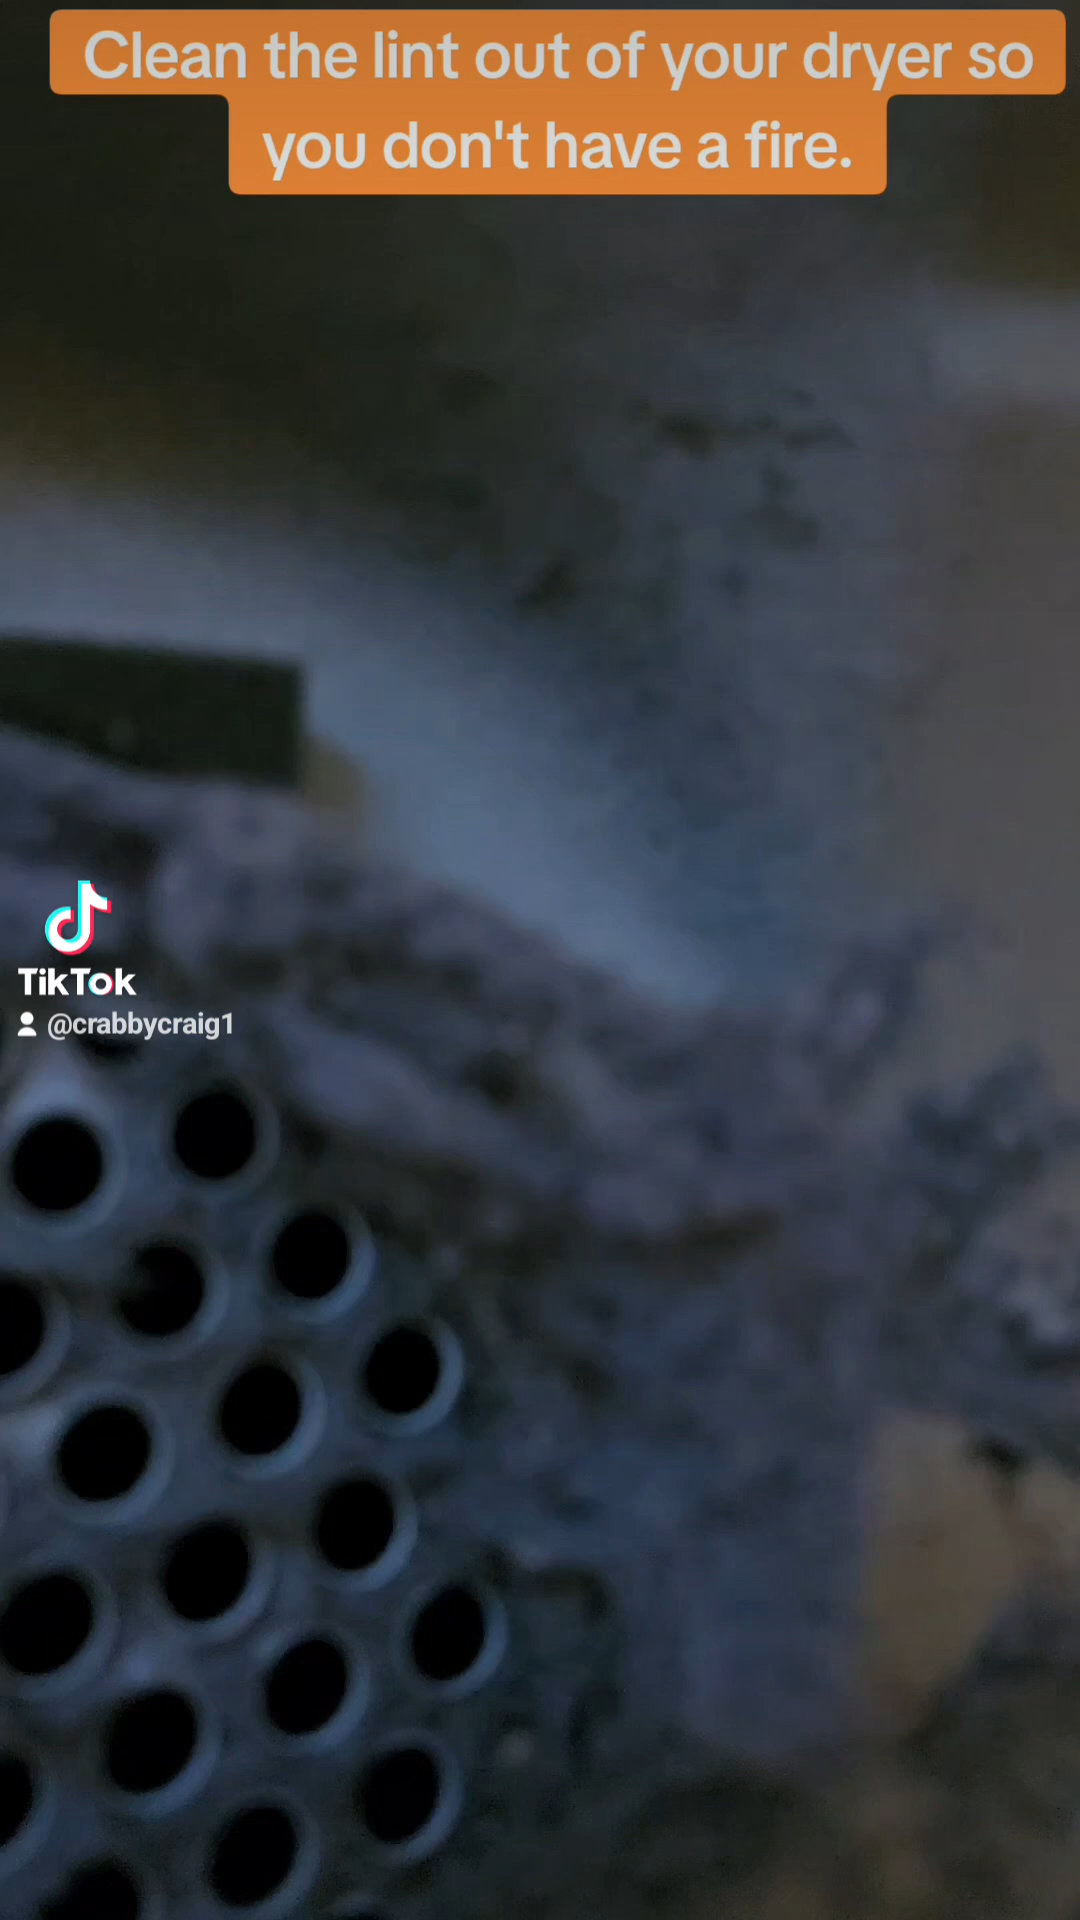 Clean the lint out of your dryer so
you don't have a fire.
TikTok
@crabbycraig1